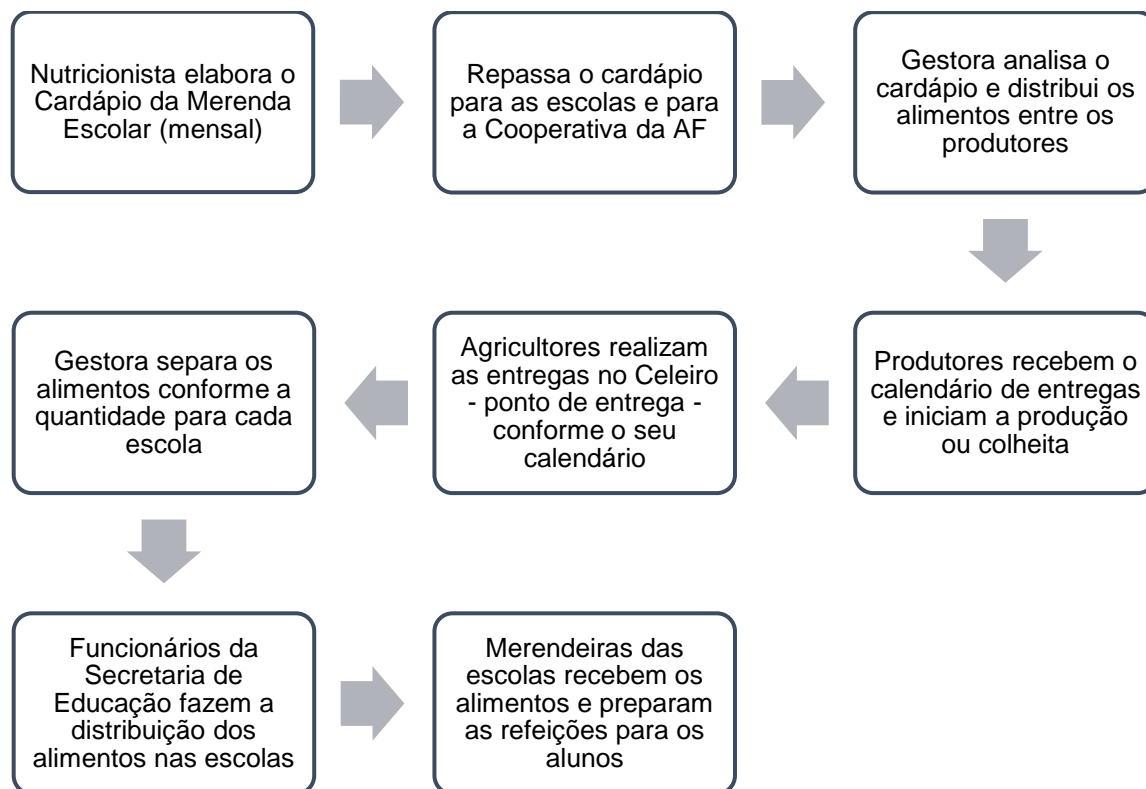 Nutricionista elabora o
Cardápio da Merenda
Escolar (mensal)
Repassa o cardápio
para as escolas e para
a Cooperativa da AF
Gestora analisa o
cardápio e distribui os
alimentos entre os
produtores
Produtores recebem o
calendário de entregas
e iniciam a produção
ou colheita
Agricultores realizam
as entregas no Celeiro
- ponto de entrega -
conforme o seu
calendário
Gestora separa os
alimentos conforme a
quantidade para cada
escola
Funcionários da
Secretaria de
Educação fazem a
distribuição dos
alimentos nas escolas
Merendeiras das
escolas recebem os
alimentos e preparam
as refeições para os
alunos